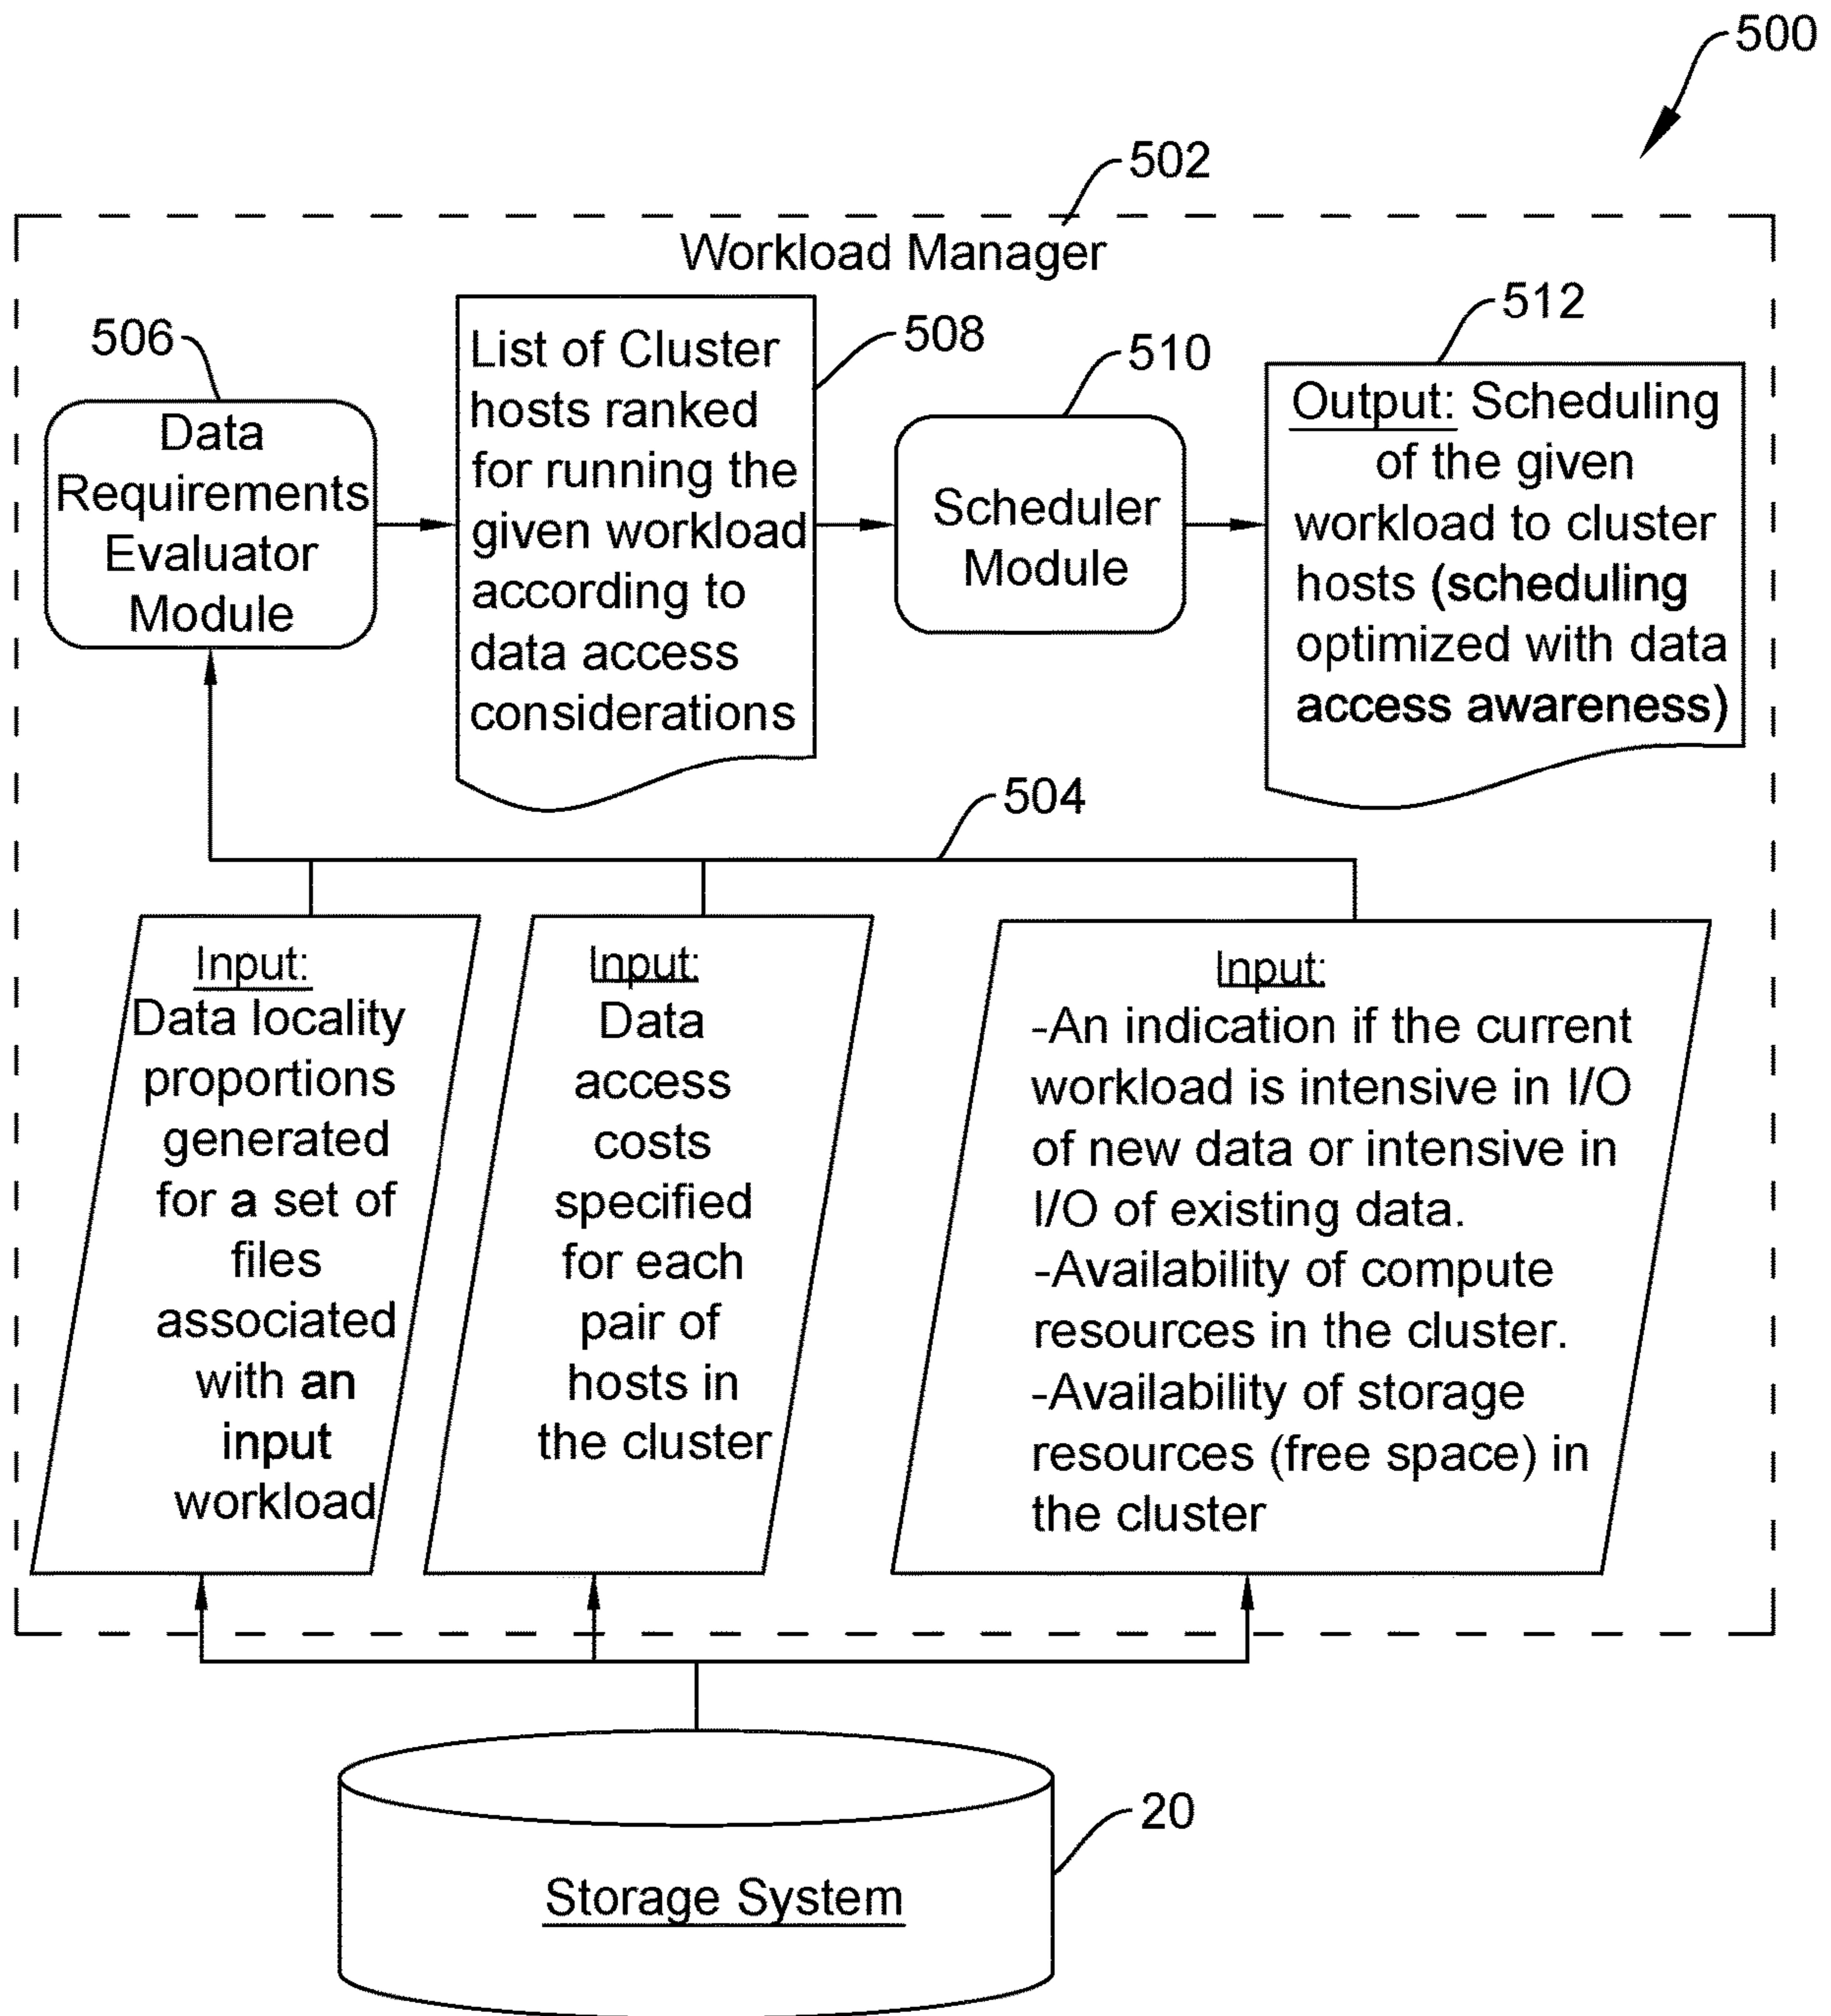 500
502
Workload Manager
506
Data
Requirements
Evaluator
Module
508
List of Cluster
hosts ranked
for running the
given workload
according to
data access
considerations
510
Scheduler
Module
512
Output: Scheduling
of the given
workload to cluster
hosts (scheduling
optimized with data
access awareness)
504
Input:
Data locality
proportions
generated
for a set of
files
associated
with an
input
workload
Input:
Data
access
costs
specified
for each
pair of
hosts in
the cluster
Input:
-An indication if the current
workload is intensive in I/O
of new data or intensive in
I/O of existing data.
-Availability of compute
resources in the cluster.
-Availability of storage
resources (free space) in
the cluster
20
Storage System